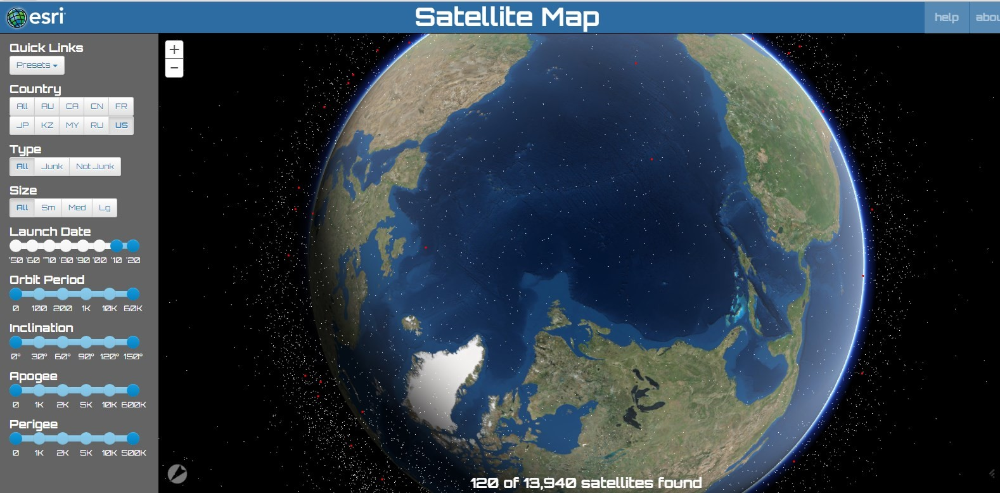 esri
Satellite Map
help
abou
Quick Links
Presets
+
−
Country
All AU CA CN FR
JP KZ MY RU US
Type
All Junk Not Junk
Size
All Sm Med Lg
Launch Date
'50 '60 '70 '80 '90 '00 '10 '20
Orbit Period
0 100 200 1K 10K 60K
Inclination
0° 30° 60° 90° 120° 150°
Apogee
0 1K 2K 5K 10K 600K
Perigee
0 1K 2K 5K 10K 500K
120 of 13,940 satellites found